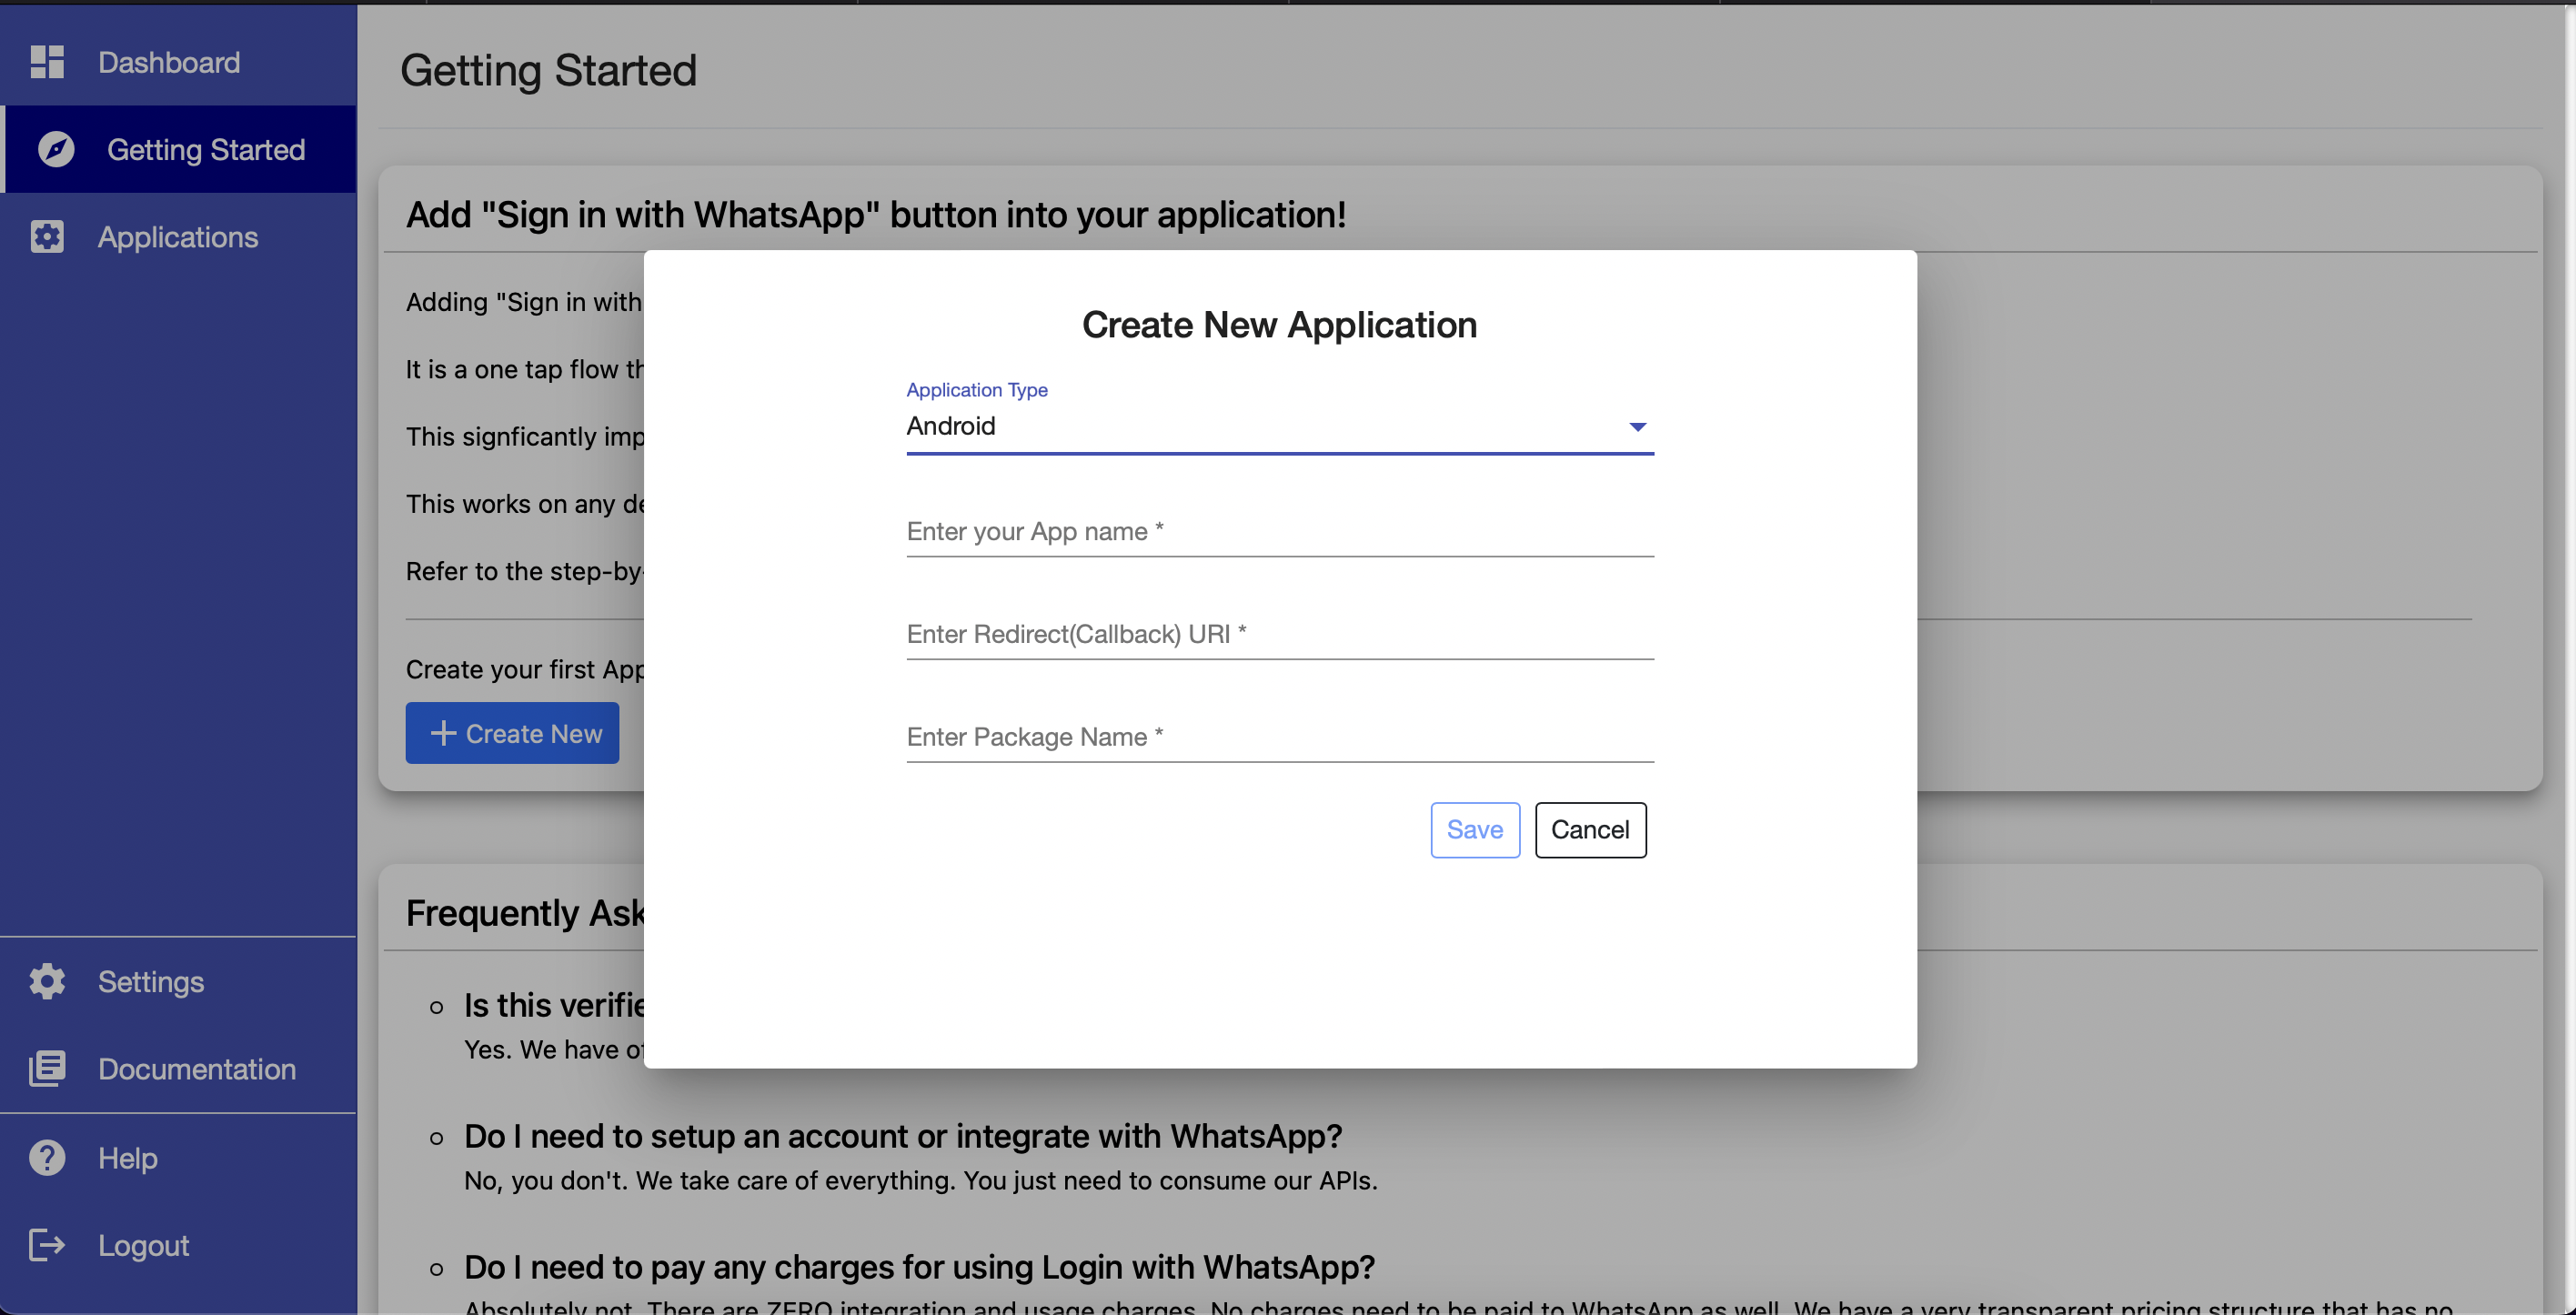 Dashboard
Getting Started
Applications
Settings
Documentation
Help
Logout
Getting Started
Add "Sign in with WhatsApp" button into your application!
Adding "Sign in with
It is a one tap flow
This signficantly
This works on any
Refer to the step-by-
Create your first App
+ Create New
Create New Application
Application Type
Android
Enter your App name *
Enter Redirect(Callback) URI *
Enter Package Name *
Save
Cancel
Frequently
Is this
Yes. We have
Do I need to setup an account or integrate with WhatsApp?
No, you don't. We take care of everything. You just need to consume our APIs.
Do I need to pay any charges for using Login with WhatsApp?
Absolutely not. There are ZERO integration and usage charges. No charges need to be paid to WhatsApp as well. We have a very transparent pricing structure that has no